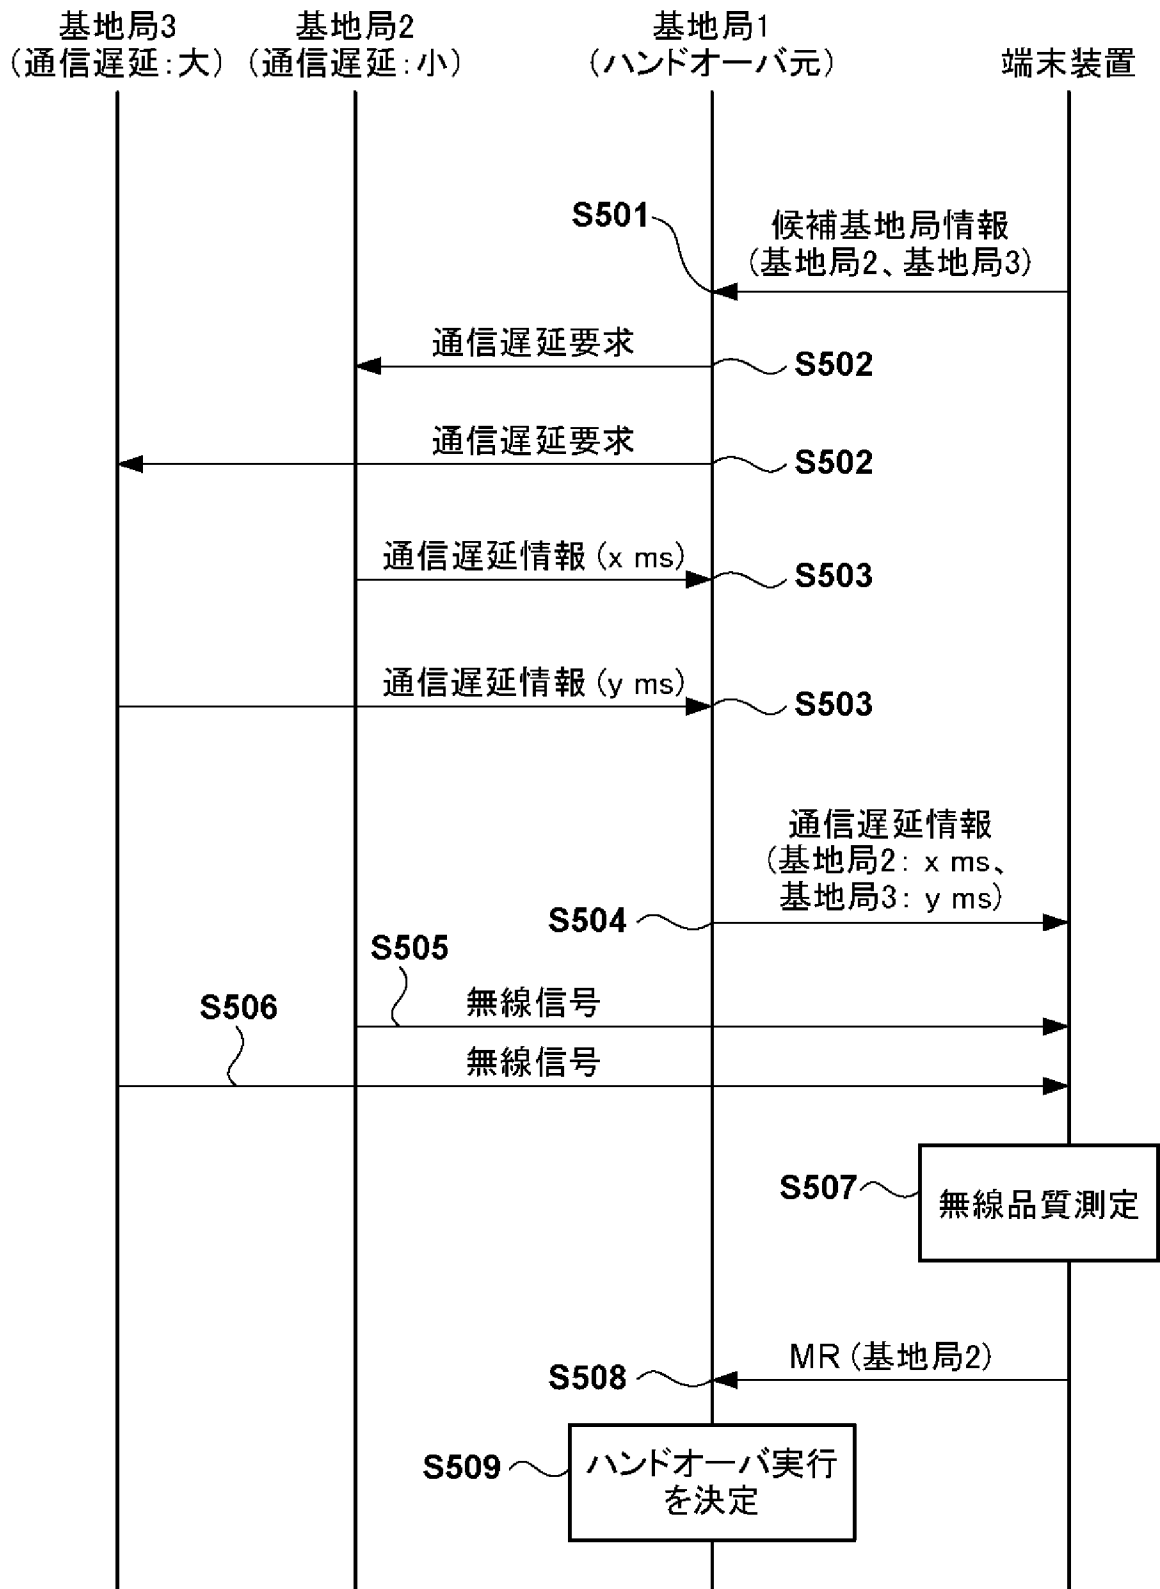 基地局3
(通信遅延:大)
基地局2
(通信遅延:小)
基地局1
(ハンドオーバ元)
端末装置
S501
候補基地局情報
(基地局2、基地局3)
通信遅延要求
S502
通信遅延要求
S502
通信遅延情報 (x ms)
S503
通信遅延情報 (y ms)
S503
通信遅延情報
(基地局2: x ms、
基地局3: y ms)
S504
S505
無線信号
S506
無線信号
S507
無線品質測定
MR (基地局2)
S508
S509
ハンドオーバ実行
を決定